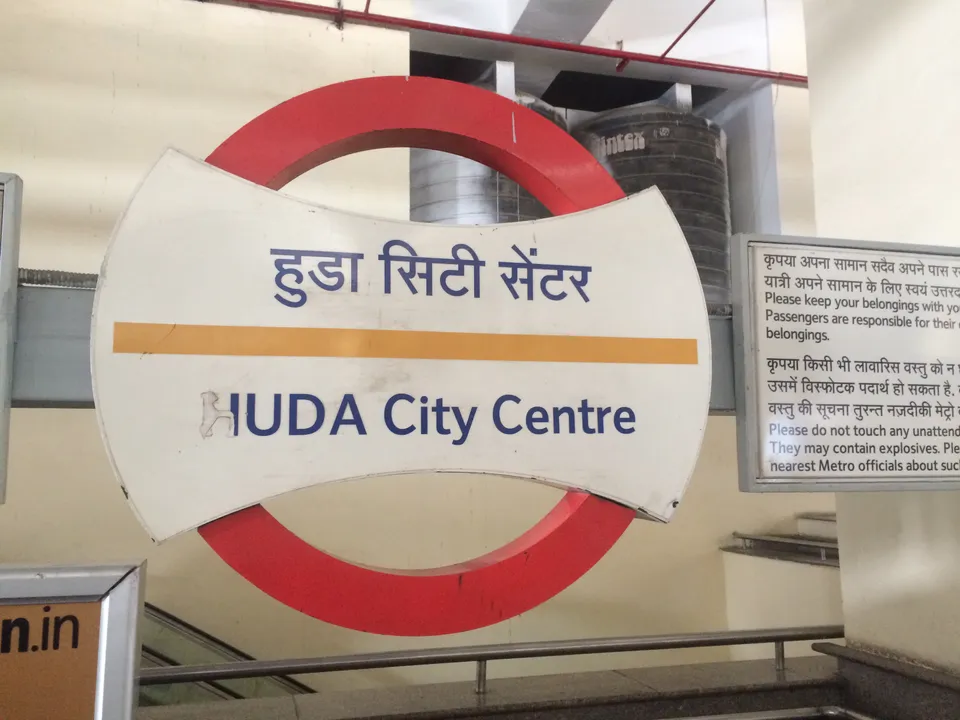 हुडा सिटी सेंटर
HUDA City Centre
कृपया अपना सामान सदैव अपने पास
यात्री अपने सामान के लिए स्वयं
Please keep your belongings with
Passengers are responsible for their
belongings.
कृपया किसी भी लावारिस वस्तु को न
उसमें विस्फोटक पदार्थ हो सकता है.
वस्तु की सूचना तुरन्त नज़दीकी मेट्रो
Please do not touch any
They may contain explosives.
nearest Metro officials about
n.in